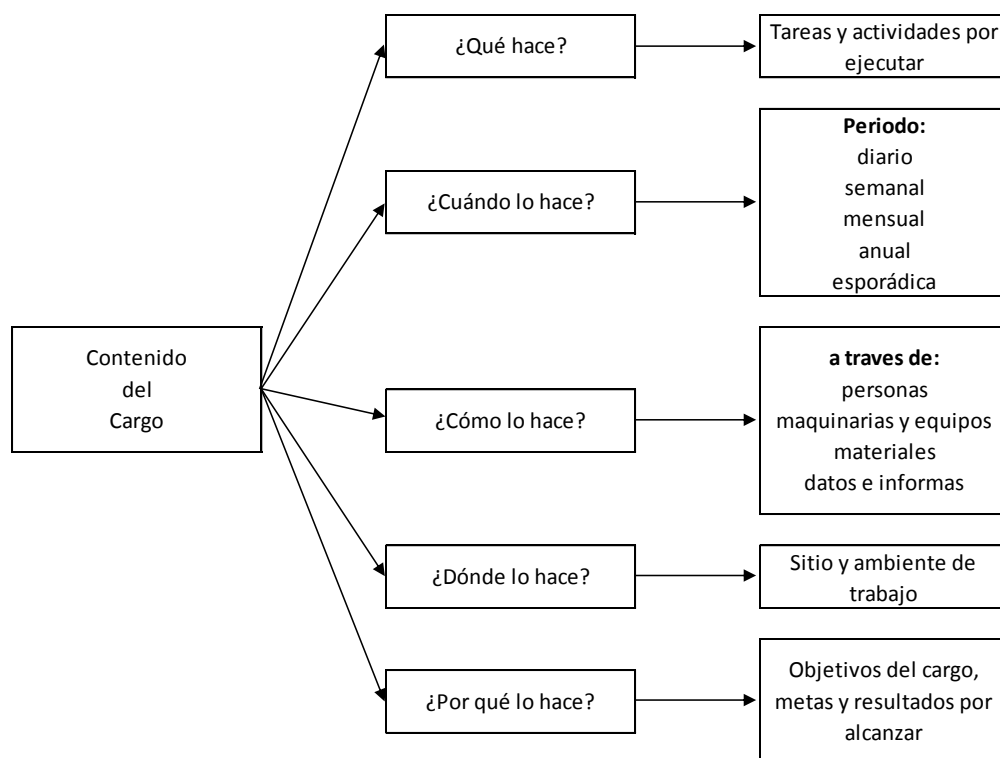 Contenido
del
Cargo
¿Qué hace?
Tareas y actividades por
ejecutar
¿Cuándo lo hace?
Periodo:
diario
semanal
mensual
anual
esporádica
¿Cómo lo hace?
a traves de:
personas
maquinarias y equipos
materiales
datos e informas
¿Dónde lo hace?
Sitio y ambiente de
trabajo
¿Por qué lo hace?
Objetivos del cargo,
metas y resultados por
alcanzar